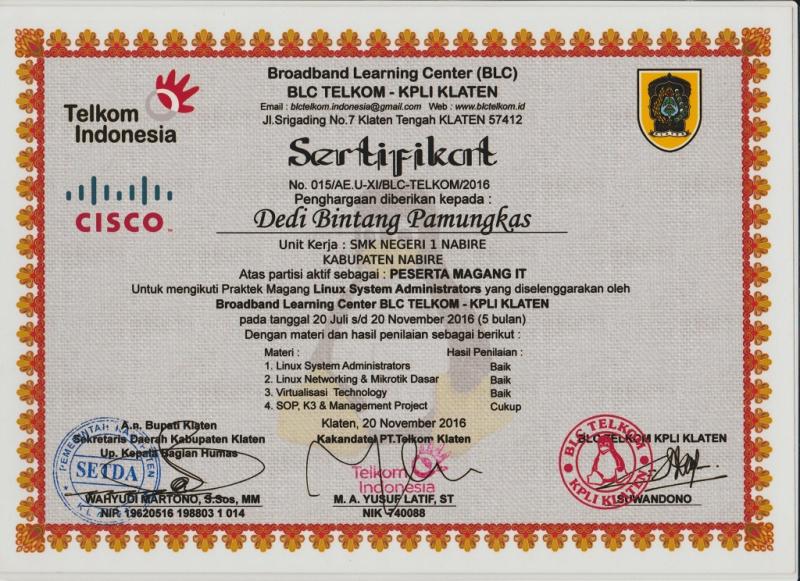 Broadband Learning Center (BLC)
BLC TELKOM - KPLI KLATEN
Email : blctelkom.indonesia@gmail.com Web : www.blctelkom.id
Jl.Srigading No.7 Klaten Tengah KLATEN 57412
Telkom
Indonesia
CISCO
Sertifikat
No. 015/AE.U-XI/BLC-TELKOM/2016
Penghargaan diberikan kepada :
Dedi Bintang Pamungkas
Unit Kerja : SMK NEGERI 1 NABIRE
KABUPATEN NABIRE
Atas partisi aktif sebagai : PESERTA MAGANG IT
Untuk mengikuti Praktek Magang Linux System Administrators yang diselenggarakan oleh
Broadband Learning Center BLC TELKOM - KPLI KLATEN
pada tanggal 20 Juli s/d 20 November 2016 (5 bulan)
Dengan materi dan hasil penilaian sebagai berikut :
Materi : Hasil Penilaian :
1. Linux System Administrators Baik
2. Linux Networking & Mikrotik Dasar Baik
3. Virtualisasi Technology Baik
4. SOP, K3 & Management Project Cukup
A.n. Bupati Klaten
Sekretaris Daerah Kabupaten Klaten
Up. Kepala Bagian Humas
PEMERINTAH KLATEN
SETDA
WAHYUDI MARTONO, S.Sos, MM
NIP. 19620516 198803 1 014
Klaten, 20 November 2016
Kakandatel PT.Telkom Klaten
Telkom
Indonesia
M. A. YUSUF LATIF, ST
NIK 740088
BLC TELKOM KPLI KLATEN
BLC TELKOM
KPLI KLATEN
SUWANDONO